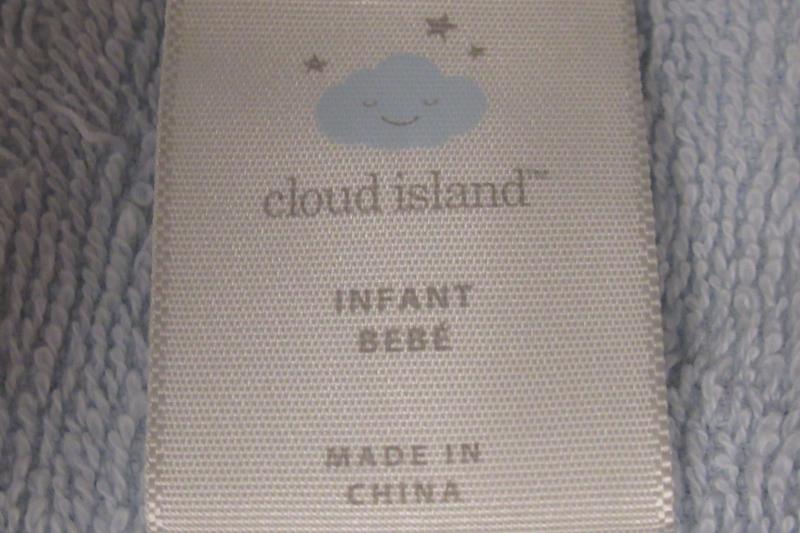 cloud island™
INFANT
BEBÉ
MADE IN
CHINA